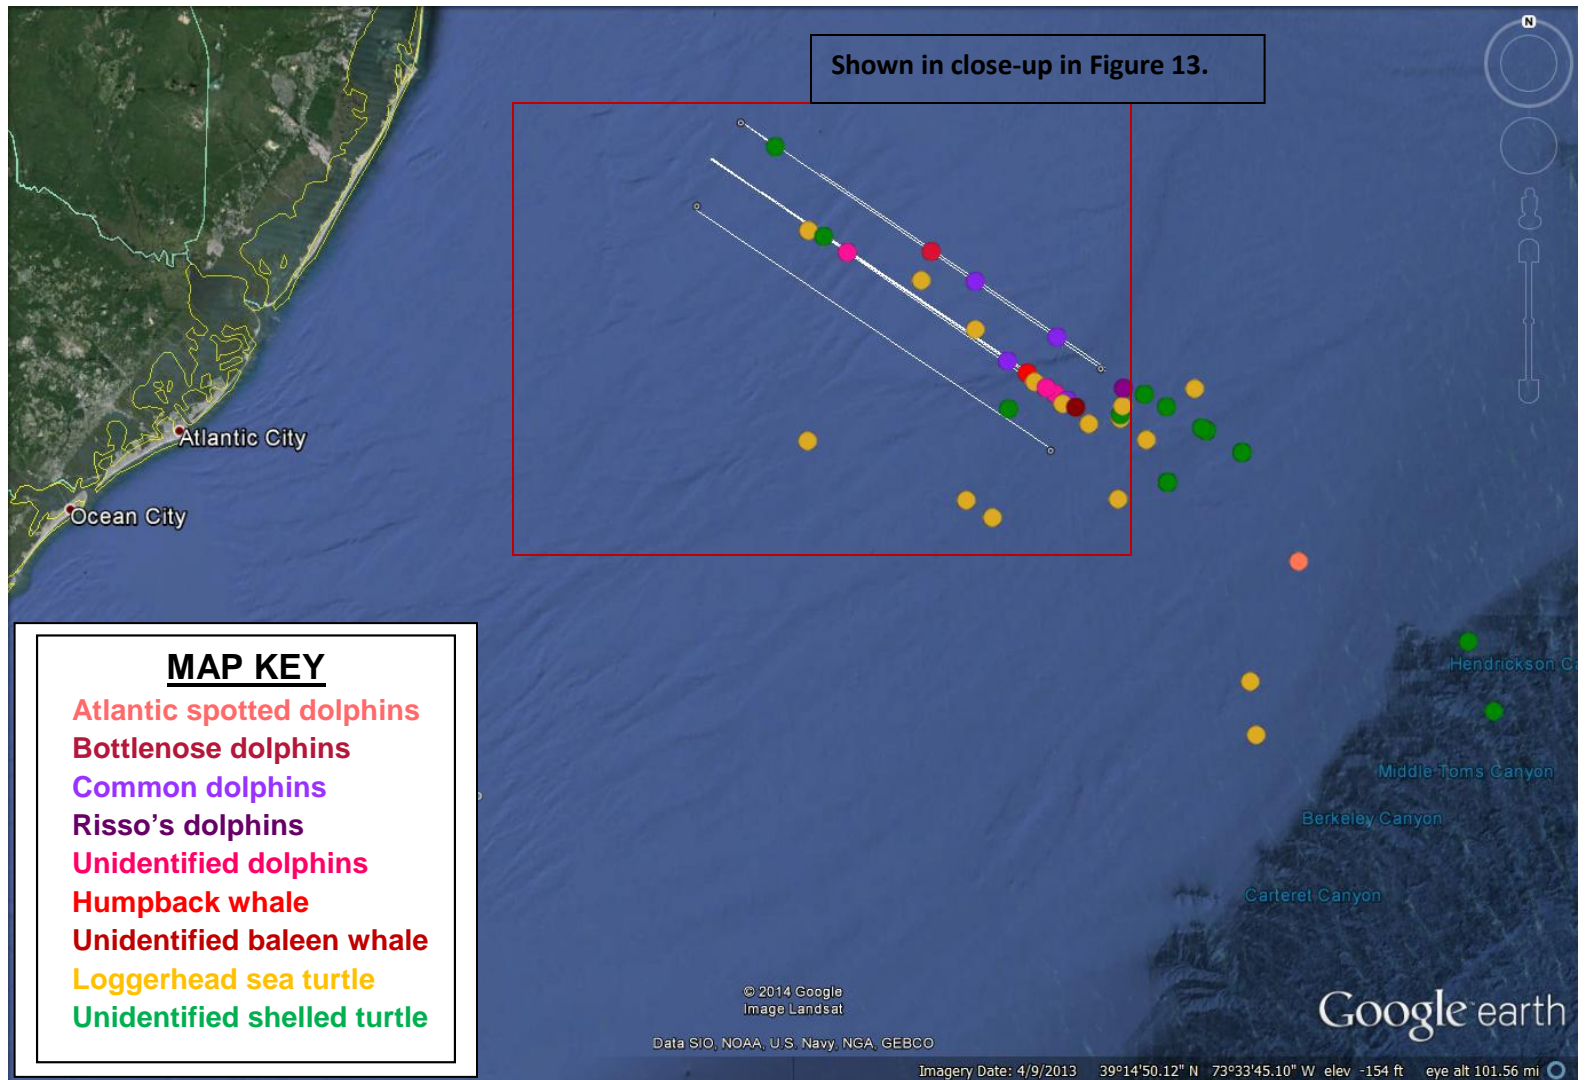 N
Shown in close-up in Figure 13.
Atlantic City
Ocean City
MAP KEY
Atlantic spotted dolphins
Bottlenose dolphins
Common dolphins
Risso's dolphins
Unidentified dolphins
Humpback whale
Unidentified baleen whale
Loggerhead sea turtle
Unidentified shelled turtle
Hendrickson Ca
Middle Toms Canyon
Berkeley Canyon
Carteret Canyon
© 2014 Google
Image Landsat
Data SIO, NOAA, U.S. Navy, NGA, GEBCO
Google earth
Imagery Date: 4/9/2013 39°14'50.12" N 73°33'45.10" W elev -154 ft eye alt 101.56 mi